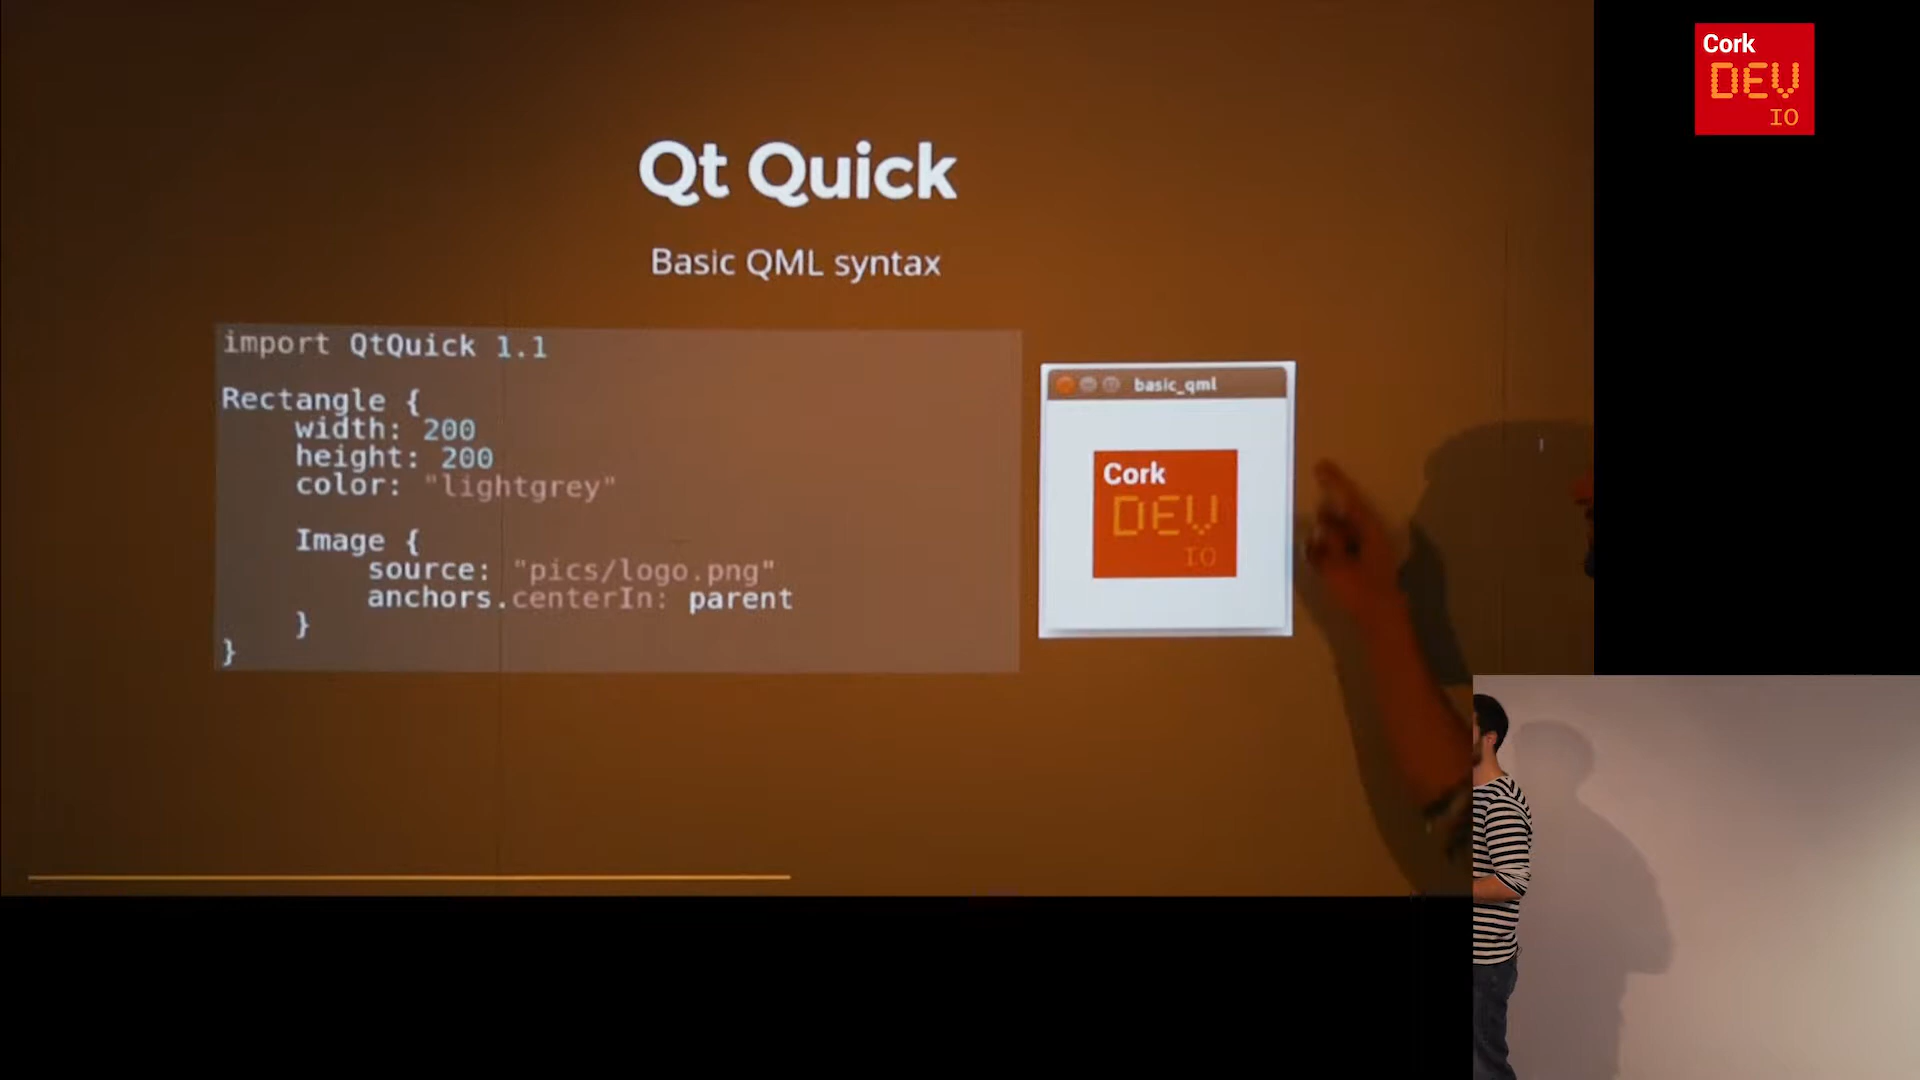 Cork
DEV
IO
Qt Quick
Basic QML syntax
import QtQuick 1.1
Rectangle {
width: 200
height: 200
color: "lightgrey"
Image {
source: "pics/logo.png"
anchors.centerIn: parent
}
}
basic_qml
Cork
DEV
IO